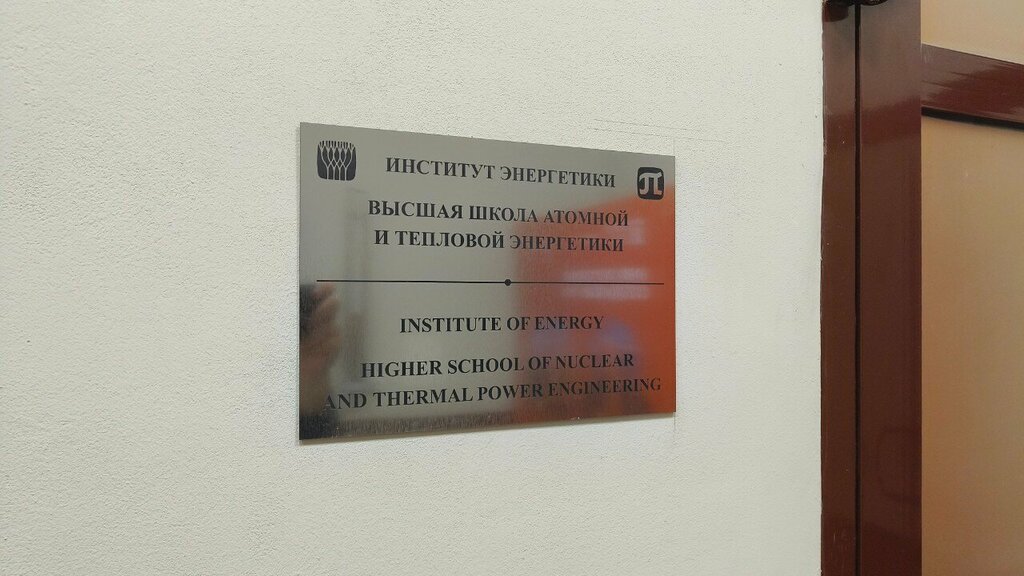 ИНСТИТУТ ЭНЕРГЕТИКИ
ВЫСШАЯ ШКОЛА АТОМНОЙ
И ТЕПЛОВОЙ ЭНЕРГЕТИКИ
INSTITUTE OF ENERGY
HIGHER SCHOOL OF NUCLEAR
AND THERMAL POWER ENGINEERING